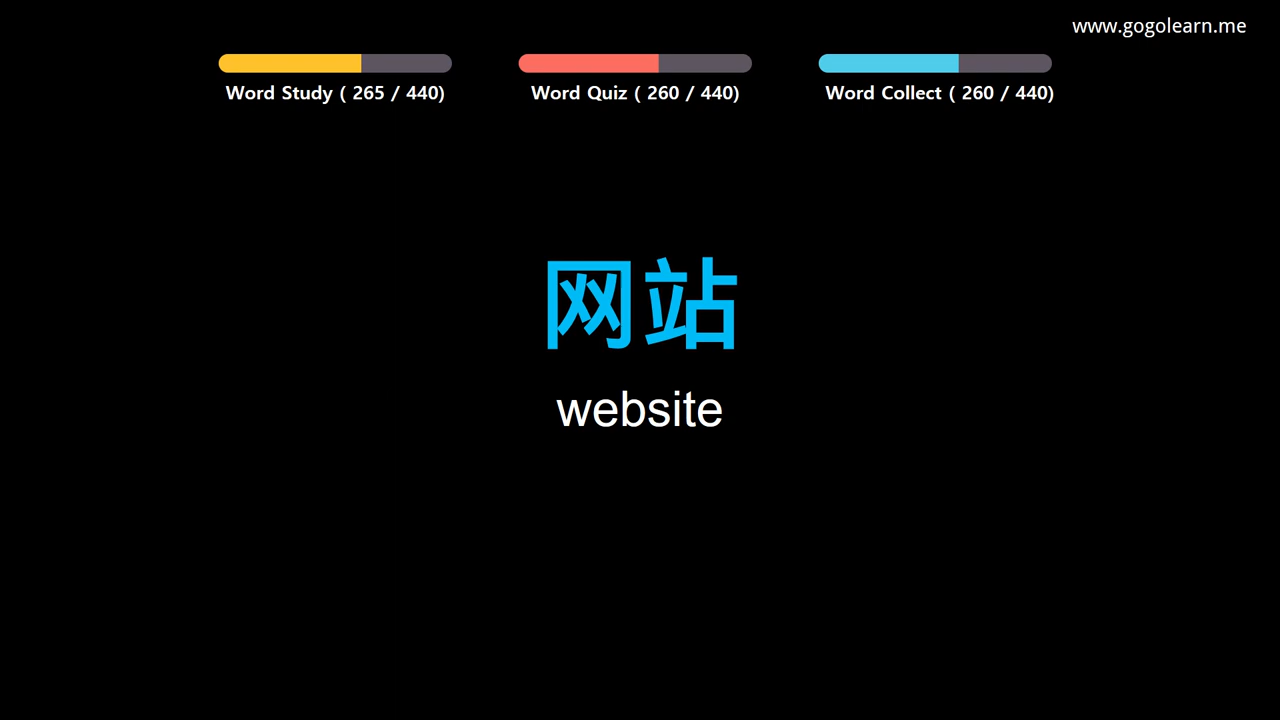 www.gogolearn.me
Word Study ( 265 / 440)
Word Quiz ( 260 / 440)
Word Collect ( 260 / 440)
网站
website